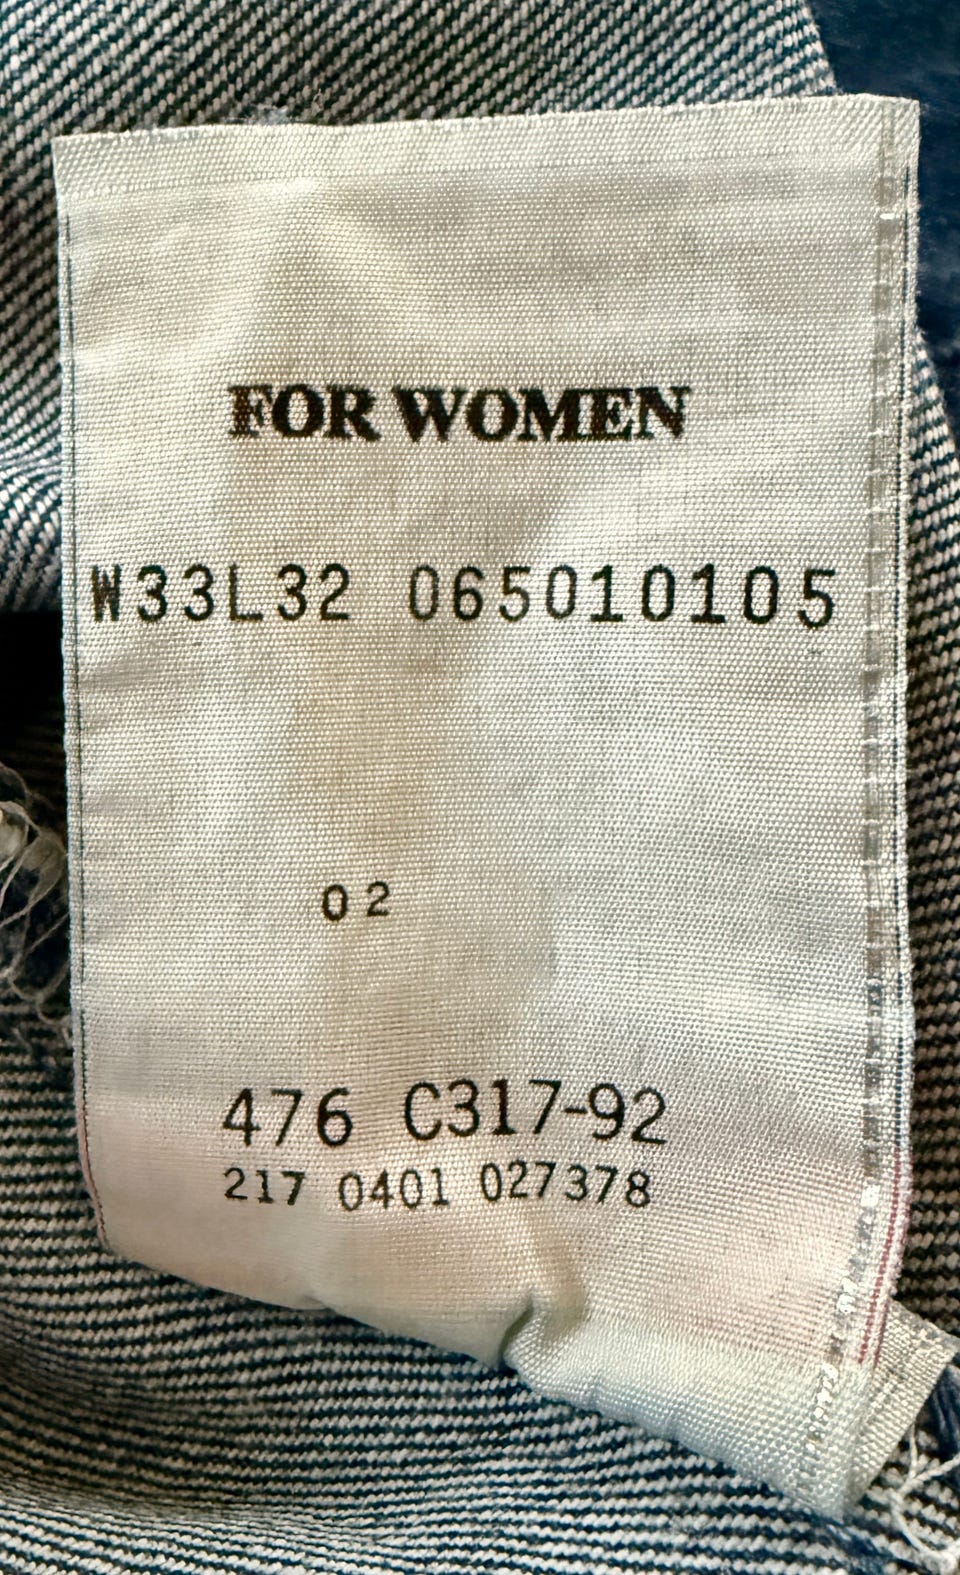 FOR WOMEN
W33L32 065010105
02
476 C317-92
217 0401 027378